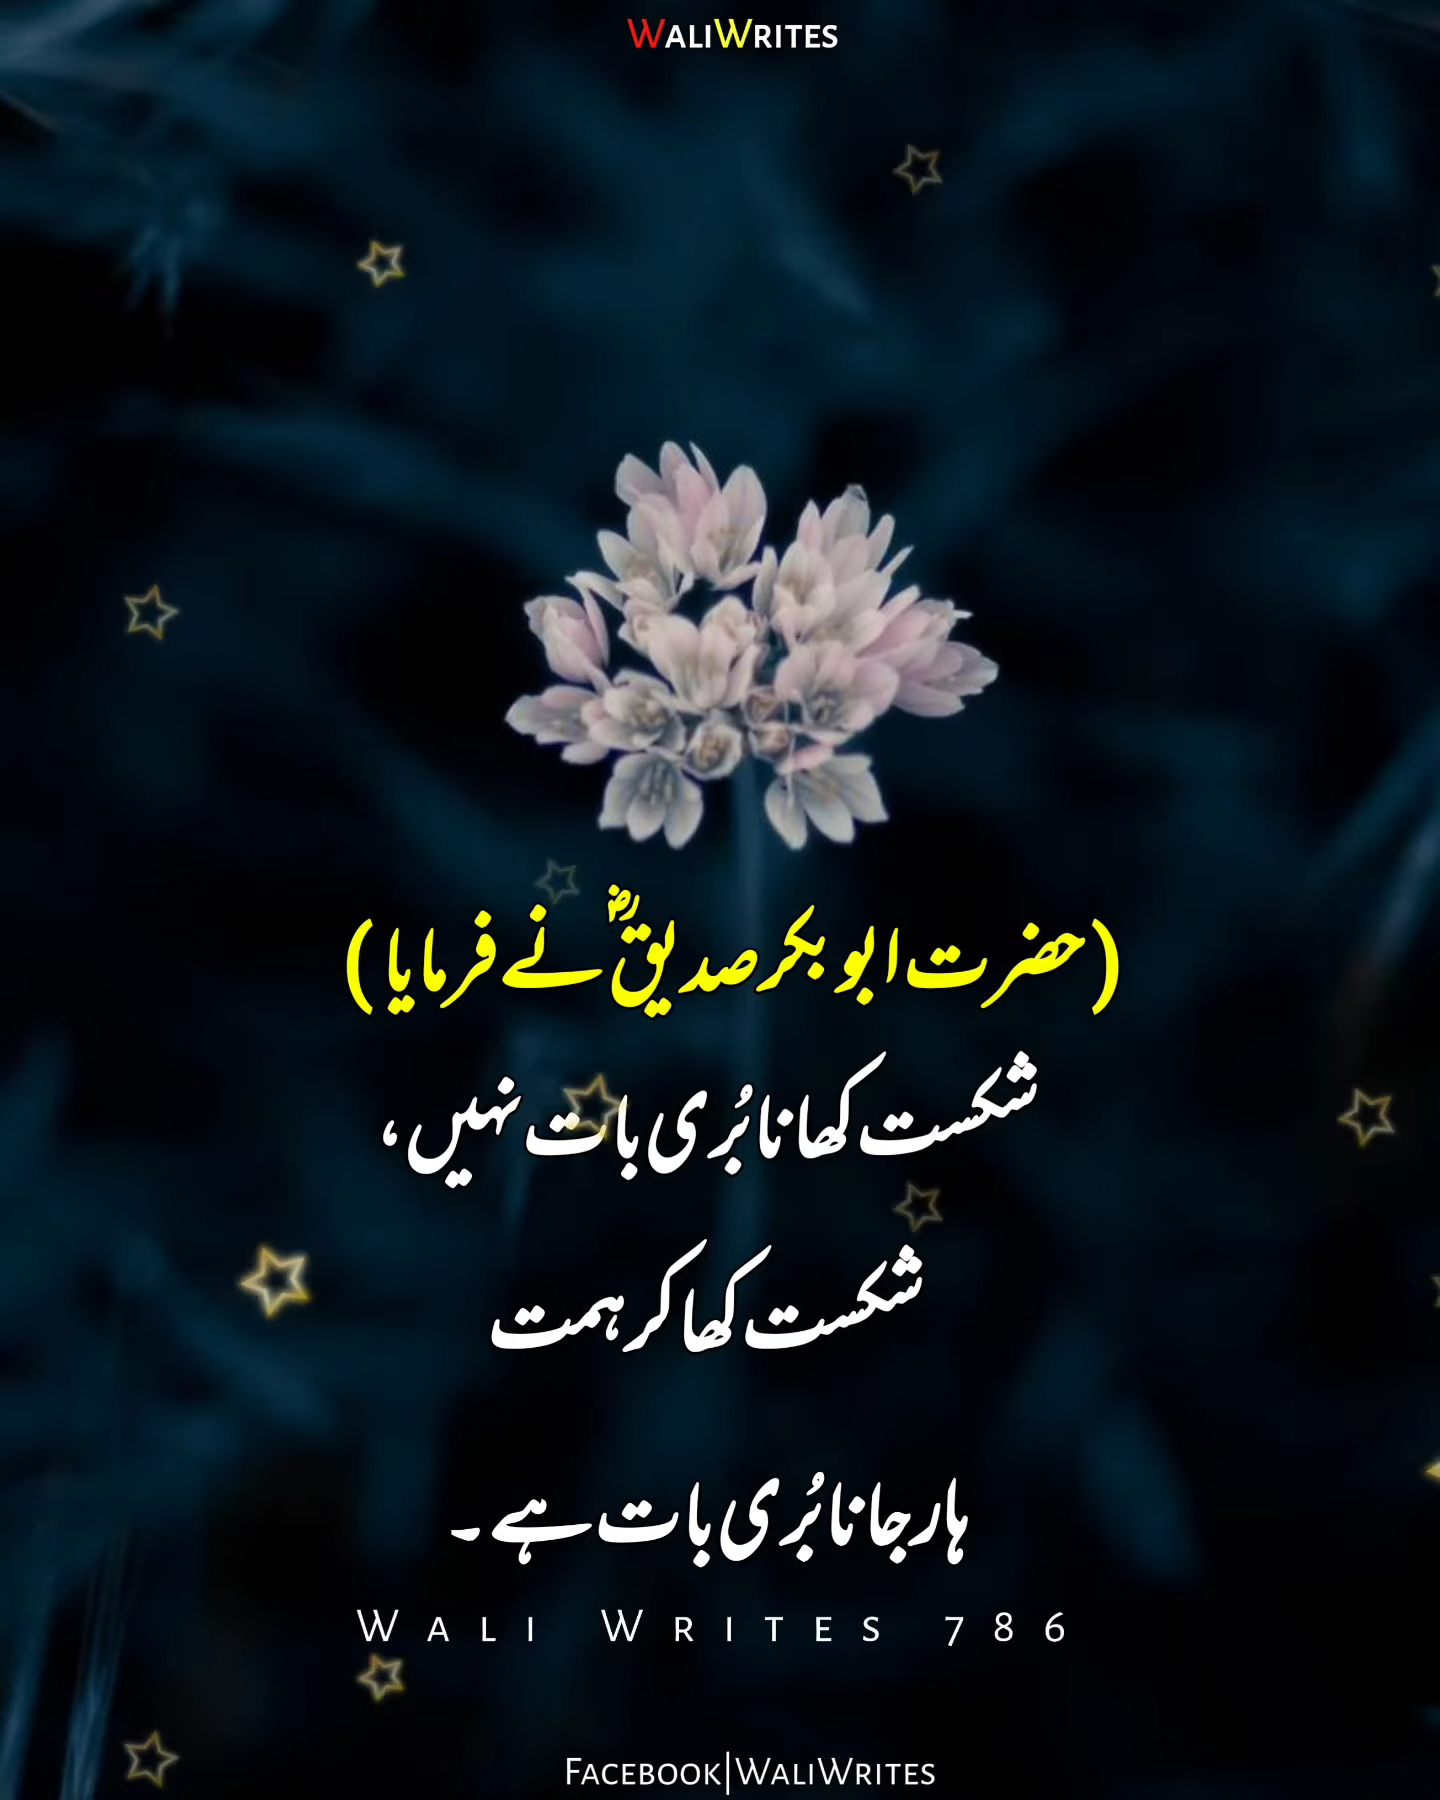 WaliWrites
(حضرت ابو بکر صدیقؓ نے فرمایا)
شکست کھانا بُری بات نہیں،
شکست کھا کر ہمت
ہار جانا بُری بات ہے۔
Wali Writes 786
Facebook|WaliWrites